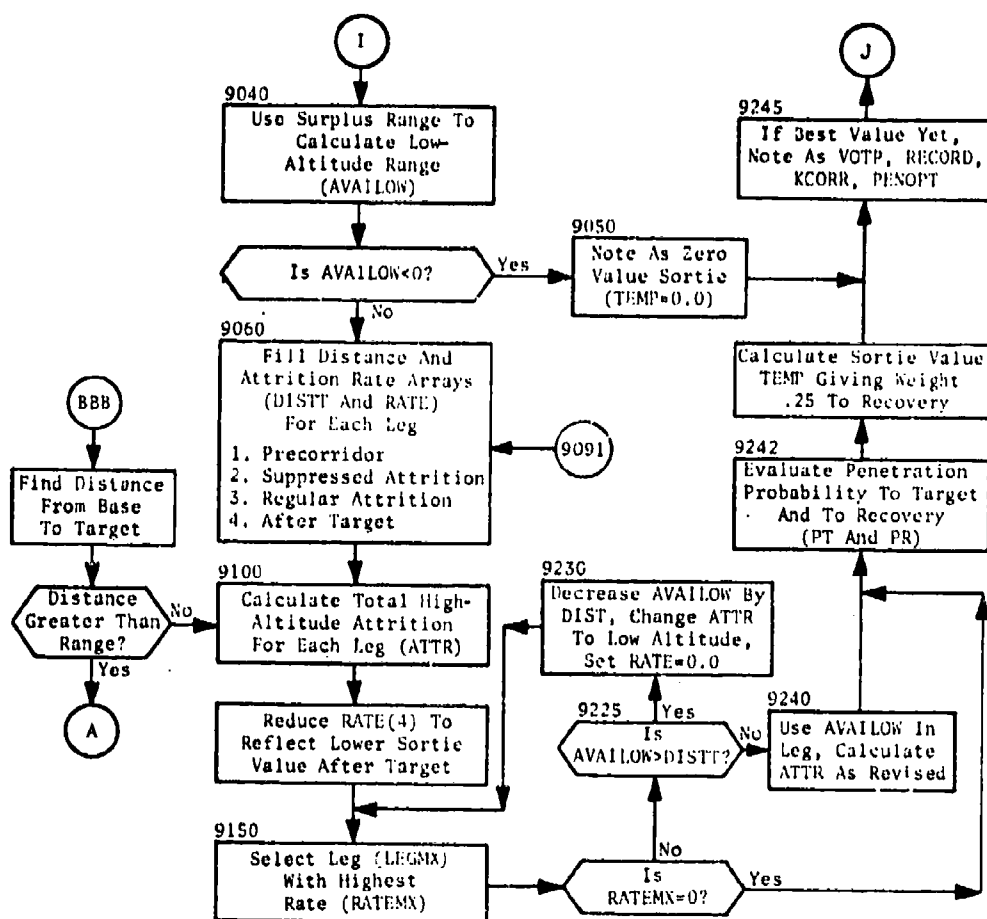 I
9040
Use Surplus Range To
Calculate Low-
Altitude Range
(AVAILOW)
Is AVAILOW<0?
Yes
No
9050
Note As Zero
Value Sortie
(TEMP=0.0)
J
9245
If Best Value Yet,
Note As VOTP, RECORD,
KCORR, PENOPT
9060
Fill Distance And
Attrition Rate Arrays
(DISTT And RATE)
For Each Leg
1. Precorridor
2. Suppressed Attrition
3. Regular Attrition
4. After Target
9091
Calculate Sortie Value
TEMP Giving Weight
.25 To Recovery
9242
Evaluate Penetration
Probability To Target
And To Recovery
(PT And PR)
BBB
Find Distance
From Base
To Target
Distance
Greater Than
Range?
No
Yes
A
9100
Calculate Total High-
Altitude Attrition
For Each Leg (ATTR)
Reduce RATE(4) To
Reflect Lower Sortie
Value After Target
9150
Select Leg (LEGMX)
With Highest
Rate (RATEMX)
9230
Decrease AVAILOW By
DIST, Change ATTR
To Low Altitude,
Set RATE=0.0
9225
Yes
Is
AVAILOW>DISTT?
No
9240
Use AVAILOW In
Leg, Calculate
ATTR As Revised
No
Is
RATEMX=0?
Yes